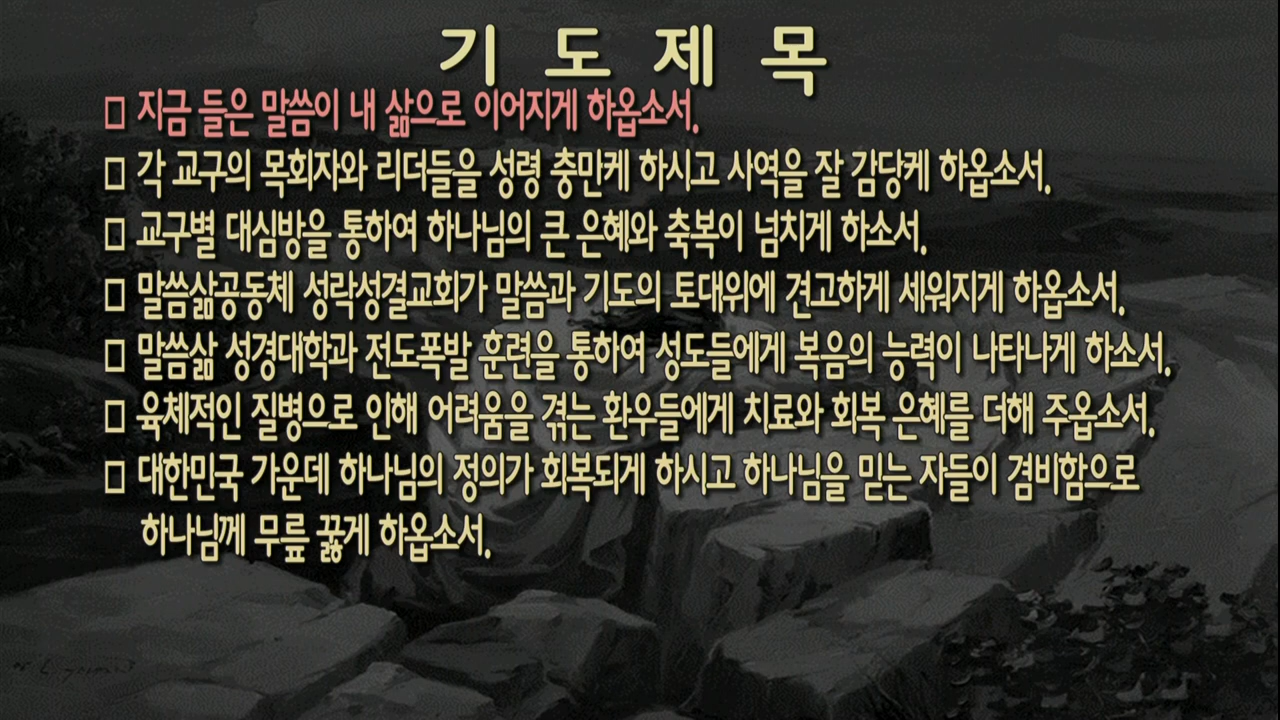 기 도 제 목
□ 지금 들은 말씀이 내 삶으로 이어지게 하옵소서.
□ 각 교구의 목회자와 리더들을 성령 충만케 하시고 사역을 잘 감당케 하옵소서.
□ 교구별 대심방을 통하여 하나님의 큰 은혜와 축복이 넘치게 하소서.
□ 말씀삶공동체 성락성결교회가 말씀과 기도의 토대위에 견고하게 세워지게 하옵소서.
□ 말씀삶 성경대학과 전도폭발 훈련을 통하여 성도들에게 복음의 능력이 나타나게 하소서.
□ 육체적인 질병으로 인해 어려움을 겪는 환우들에게 치료와 회복 은혜를 더해 주옵소서.
□ 대한민국 가운데 하나님의 정의가 회복되게 하시고 하나님을 믿는 자들이 겸비함으로
하나님께 무릎 꿇게 하옵소서.